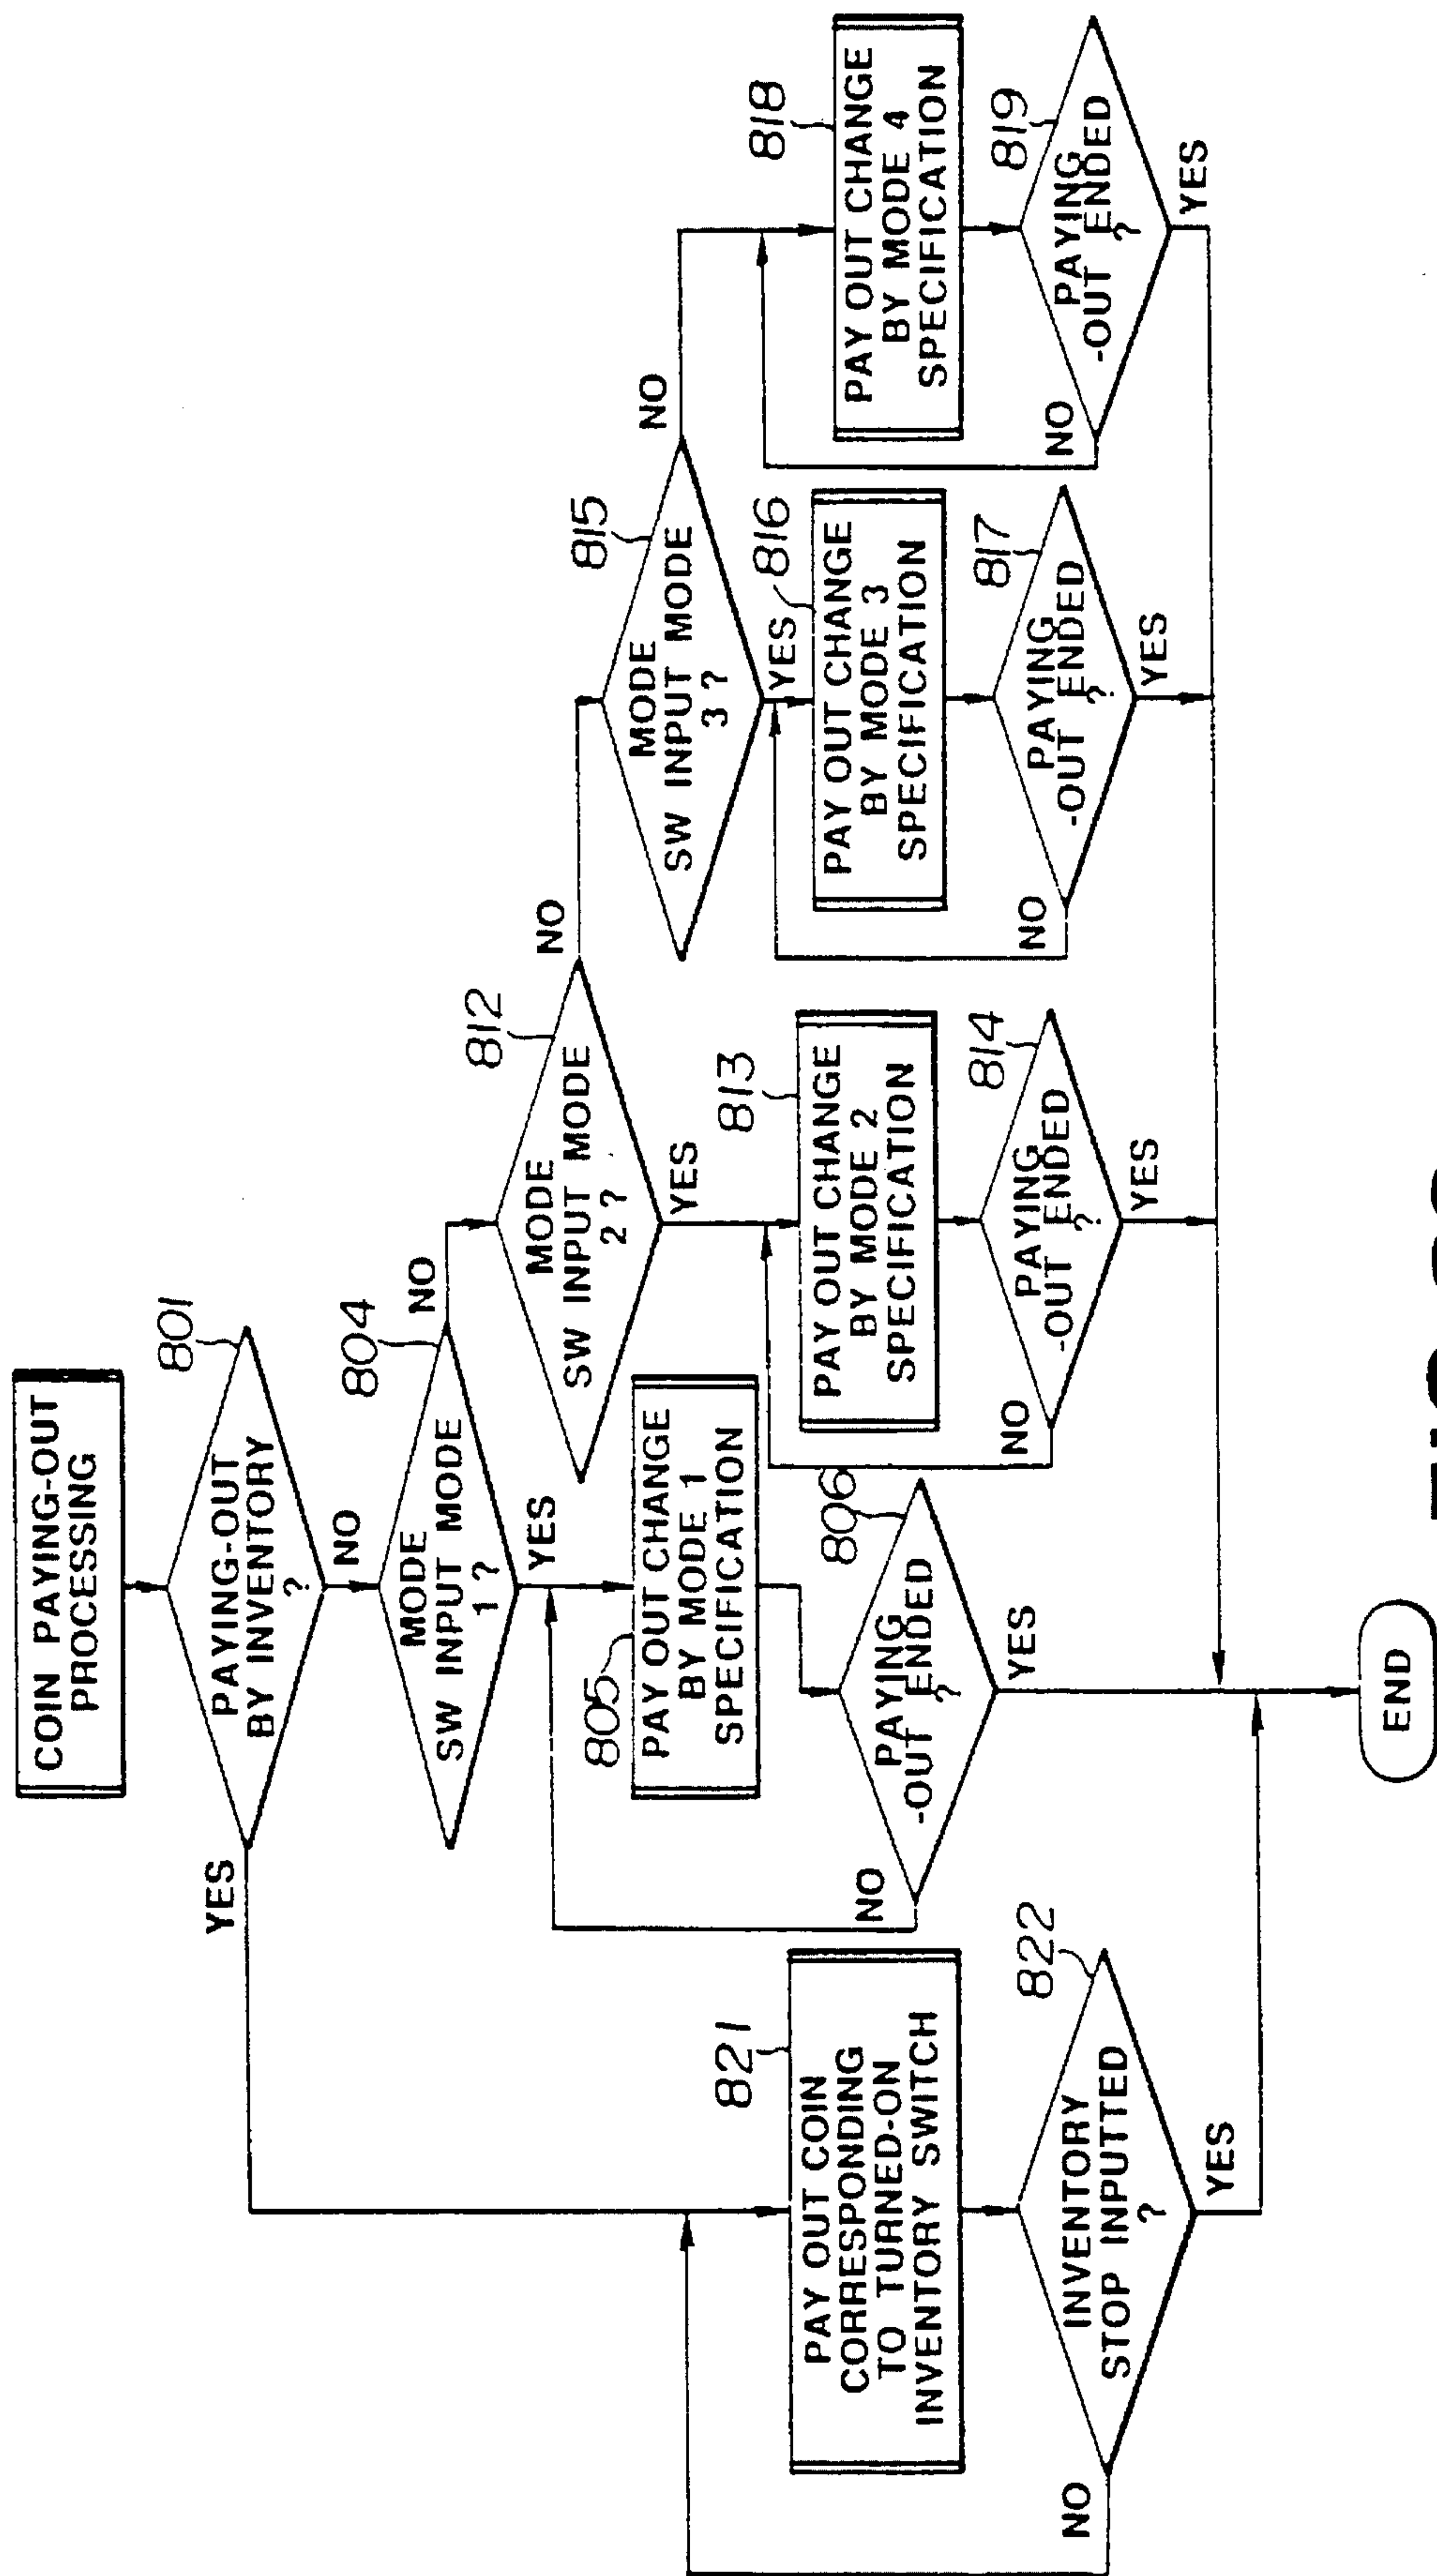 COIN PAYING-OUT
PROCESSING
801
PAYING-OUT
BY INVENTORY
?
YES
NO
804
MODE
SW INPUT MODE
1 ?
NO
YES
805
PAY OUT CHANGE
BY MODE 1
SPECIFICATION
806
PAYING
-OUT ENDED
?
NO
YES
812
MODE
SW INPUT MODE
2 ?
NO
YES
813
PAY OUT CHANGE
BY MODE 2
SPECIFICATION
814
PAYING
-OUT ENDED
?
NO
YES
815
MODE
SW INPUT MODE
3 ?
NO
YES
816
PAY OUT CHANGE
BY MODE 3
SPECIFICATION
817
PAYING
-OUT ENDED
?
NO
YES
818
PAY OUT CHANGE
BY MODE 4
SPECIFICATION
819
PAYING
-OUT ENDED
?
NO
YES
821
PAY OUT COIN
CORRESPONDING
TO TURNED-ON
INVENTORY SWITCH
822
INVENTORY
STOP INPUTTED
?
NO
YES
END